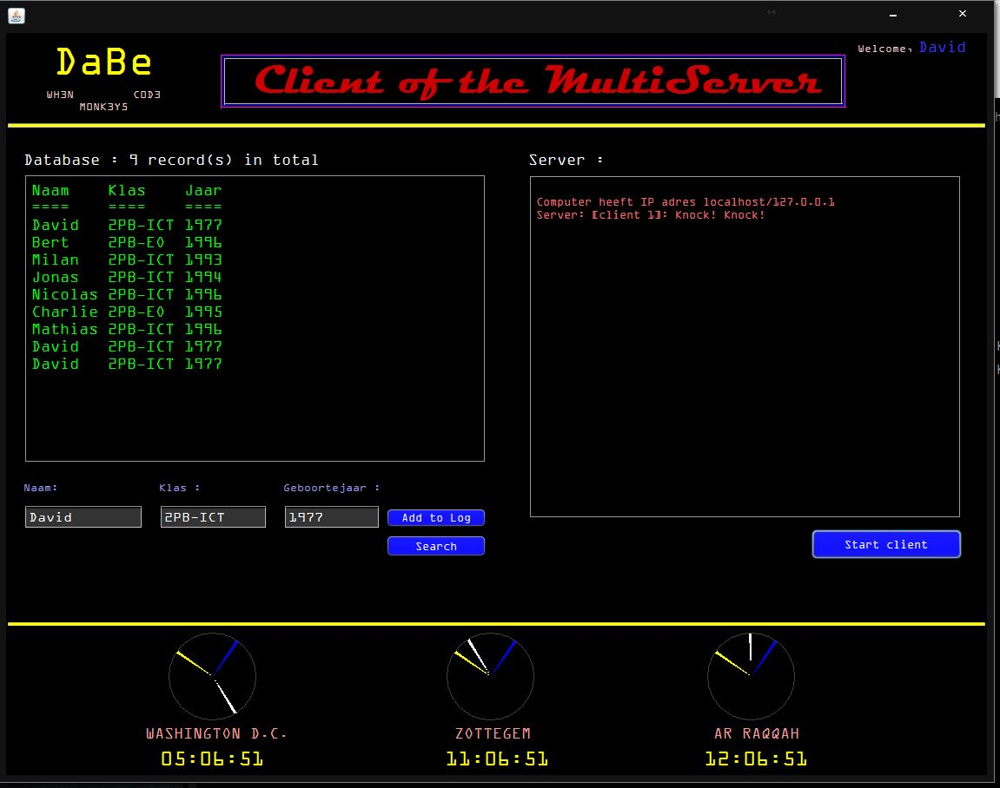 DaBe
WH3N COD3
MONK3Y5
Client of the MultiServer
Welcome, David
Database : 9 record(s) in total
Naam Klas Jaar
==== ==== ====
David 2PB-ICT 1977
Bert 2PB-EO 1996
Milan 2PB-ICT 1993
Jonas 2PB-ICT 1994
Nicolas 2PB-ICT 1996
Charlie 2PB-EO 1995
Mathias 2PB-ICT 1996
David 2PB-ICT 1977
David 2PB-ICT 1977
Naam: Klas : Geboortejaar :
David 2PB-ICT 1977 Add to Log
Search
Server :
Computer heeft IP adres localhost/127.0.0.1
Server: [Client 1]: Knock! Knock!
Start client
WASHINGTON D.C.
05:06:51
ZOTTEGEM
11:06:51
AR RAQQAH
12:06:51